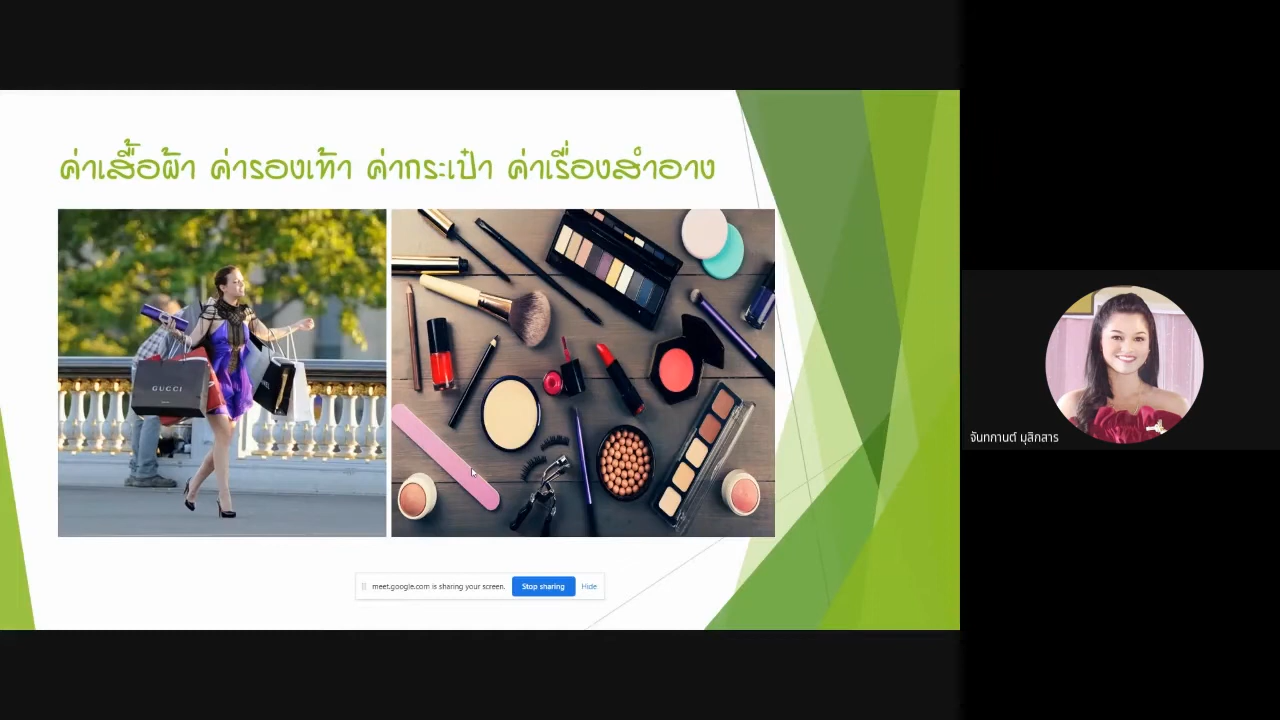 ค่าเสื้อผ้า ค่ารองเท้า ค่ากระเป๋า ค่าเรื่องสำอาง
GUCCI
meet.google.com is sharing your screen. Stop sharing Hide
จันทกานต์ มุสิกสาร